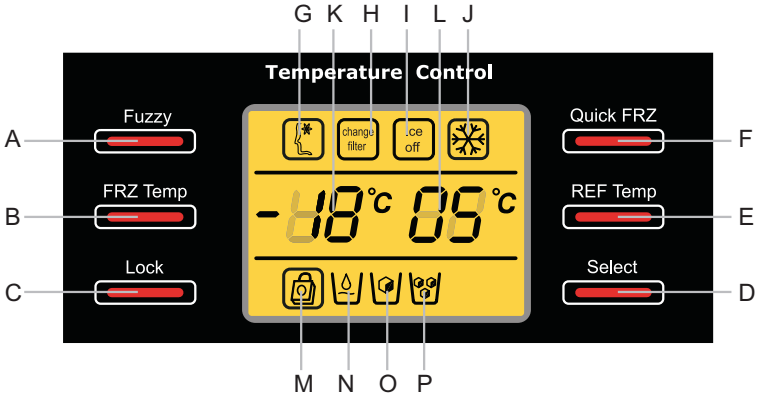 G K H I L J
Temperature Control
Fuzzy
Quick FRZ
change
filter
ice
off
A
F
FRZ Temp
REF Temp
-18°C 05°C
B
E
Lock
Select
C
D
M N O P